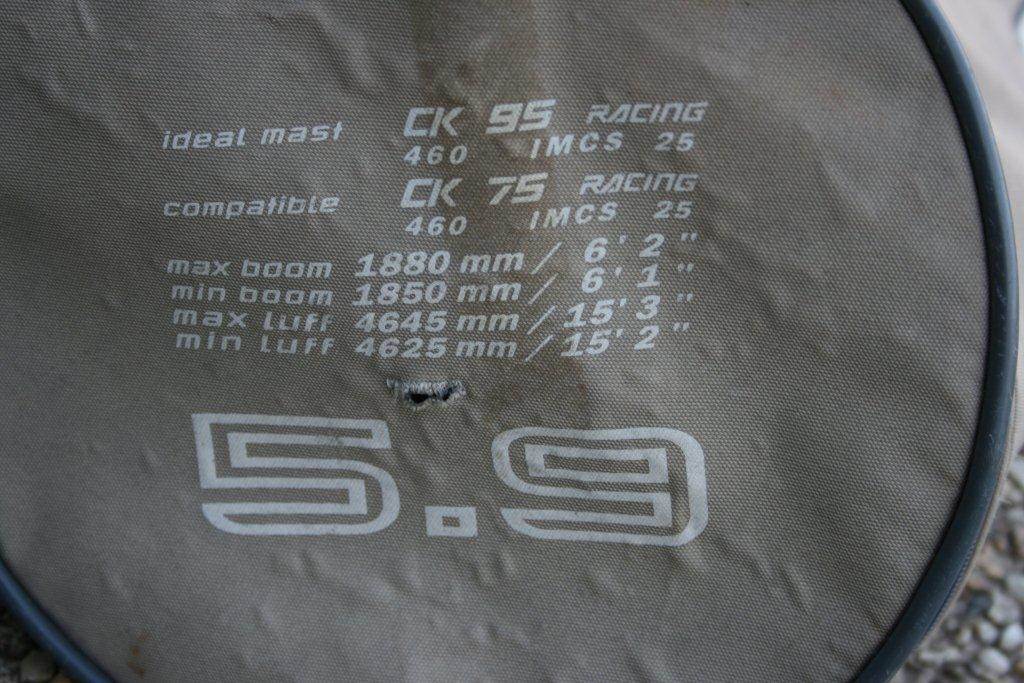 ideal mast CK 95 RACING
460 IMCS 25
compatible CK 75 RACING
460 IMCS 25
max boom 1880 mm / 6' 2"
min boom 1850 mm / 6' 1"
max luff 4645 mm / 15' 3"
min luff 4625 mm / 15' 2"
5.9